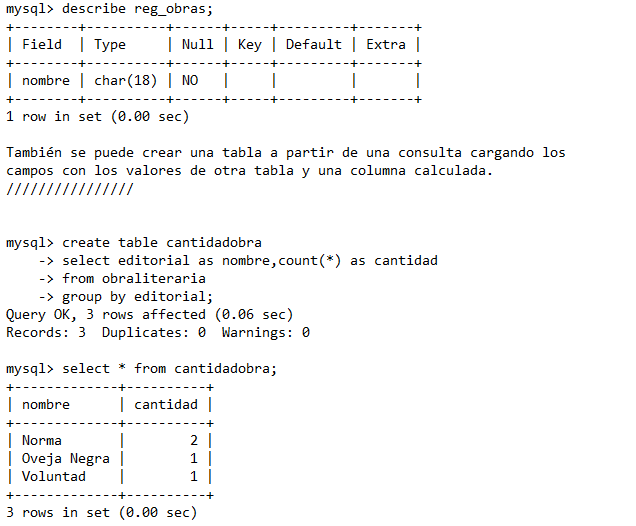 mysql> describe reg_obras;
+--------+----------+------+-----+---------+-------+
| Field  | Type     | Null | Key | Default | Extra |
+--------+----------+------+-----+---------+-------+
| nombre | char(18) | NO   |     |         |       |
+--------+----------+------+-----+---------+-------+
1 row in set (0.00 sec)

También se puede crear una tabla a partir de una consulta cargando los
campos con los valores de otra tabla y una columna calculada.
////////////////

mysql> create table cantidadobra
    -> select editorial as nombre,count(*) as cantidad
    -> from obraliteraria
    -> group by editorial;
Query OK, 3 rows affected (0.06 sec)
Records: 3  Duplicates: 0  Warnings: 0

mysql> select * from cantidadobra;
+-------------+----------+
| nombre      | cantidad |
+-------------+----------+
| Norma       |        2 |
| Oveja Negra |        1 |
| Voluntad    |        1 |
+-------------+----------+
3 rows in set (0.00 sec)